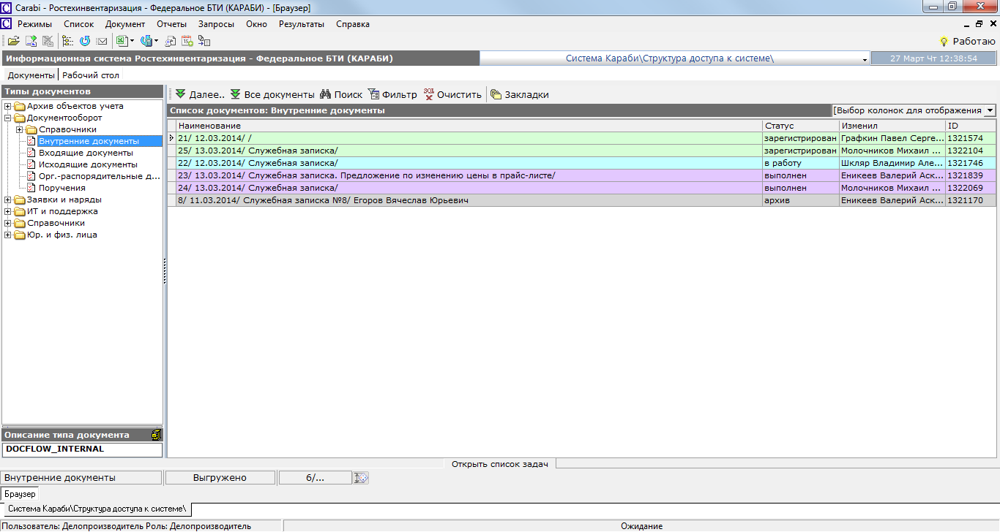 Carabi - Ростехинвентаризация - Федеральное БТИ (КАРАБИ) - [Браузер]
Режимы Список Документ Отчеты Запросы Окно Результаты Справка
Работаю
Информационная система Ростехинвентаризация - Федеральное БТИ (КАРАБИ) Система Караби\Структура доступа к системе\ 27 Март Чт 12:38:54
Документы Рабочий стол
Типы документов
Архив объектов учета
Документооборот
Справочники
Внутренние документы
Входящие документы
Исходящие документы
Орг.-распорядительные д...
Поручения
Заявки и наряды
ИТ и поддержка
Справочники
Юр. и физ. лица
Описание типа документа
DOCFLOW_INTERNAL
Далее.. Все документы Поиск Фильтр Очистить Закладки
Список документов: Внутренние документы [Выбор колонок для отображения
Наименование Статус Изменил ID
21/ 12.03.2014/ / зарегистрирован Графкин Павел Серге... 1321574
25/ 13.03.2014/ Служебная записка/ зарегистрирован Молочников Михаил ... 1322104
22/ 12.03.2014/ Служебная записка/ в работу Шкляр Владимир Але... 1321746
23/ 13.03.2014/ Служебная записка. Предложение по изменению цены в прайс-листе/ выполнен Еникеев Валерий Аск... 1321839
24/ 13.03.2014/ Служебная записка/ выполнен Молочников Михаил ... 1322069
8/ 11.03.2014/ Служебная записка №8/ Егоров Вячеслав Юрьевич архив Еникеев Валерий Аск... 1321170
Открыть список задач
Внутренние документы Выгружено 6/...
Браузер
Система Караби\Структура доступа к системе\
Пользователь: Делопроизводитель Роль: Делопроизводитель Ожидание